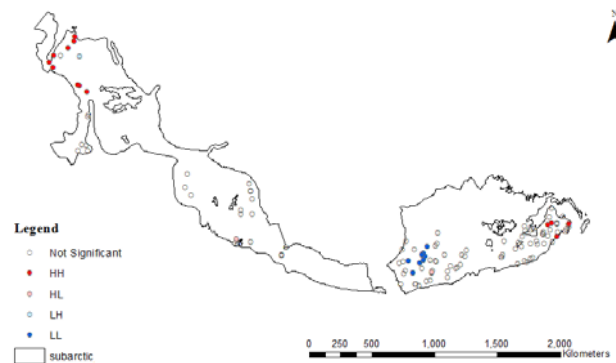 Legend
Not Significant
HH
HL
LH
LL
subarctic
0 250 500 1,000 1,500 2,000
Kilometers